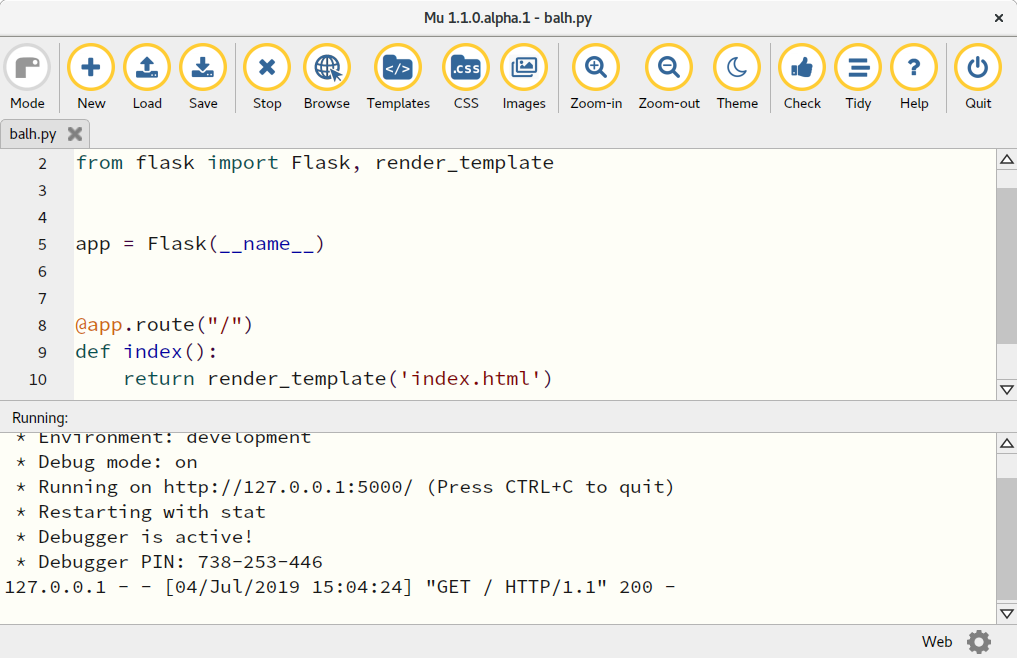 Mu 1.1.0.alpha.1 - balh.py
Mode New Load Save Stop Browse Templates CSS Images Zoom-in Zoom-out Theme Check Tidy Help Quit
balh.py
2 from flask import Flask, render_template
3
4
5 app = Flask(__name__)
6
7
8 @app.route("/")
9 def index():
10     return render_template('index.html')
Running:
 * Environment: development
 * Debug mode: on
 * Running on http://127.0.0.1:5000/ (Press CTRL+C to quit)
 * Restarting with stat
 * Debugger is active!
 * Debugger PIN: 738-253-446
127.0.0.1 - - [04/Jul/2019 15:04:24] "GET / HTTP/1.1" 200 -
Web